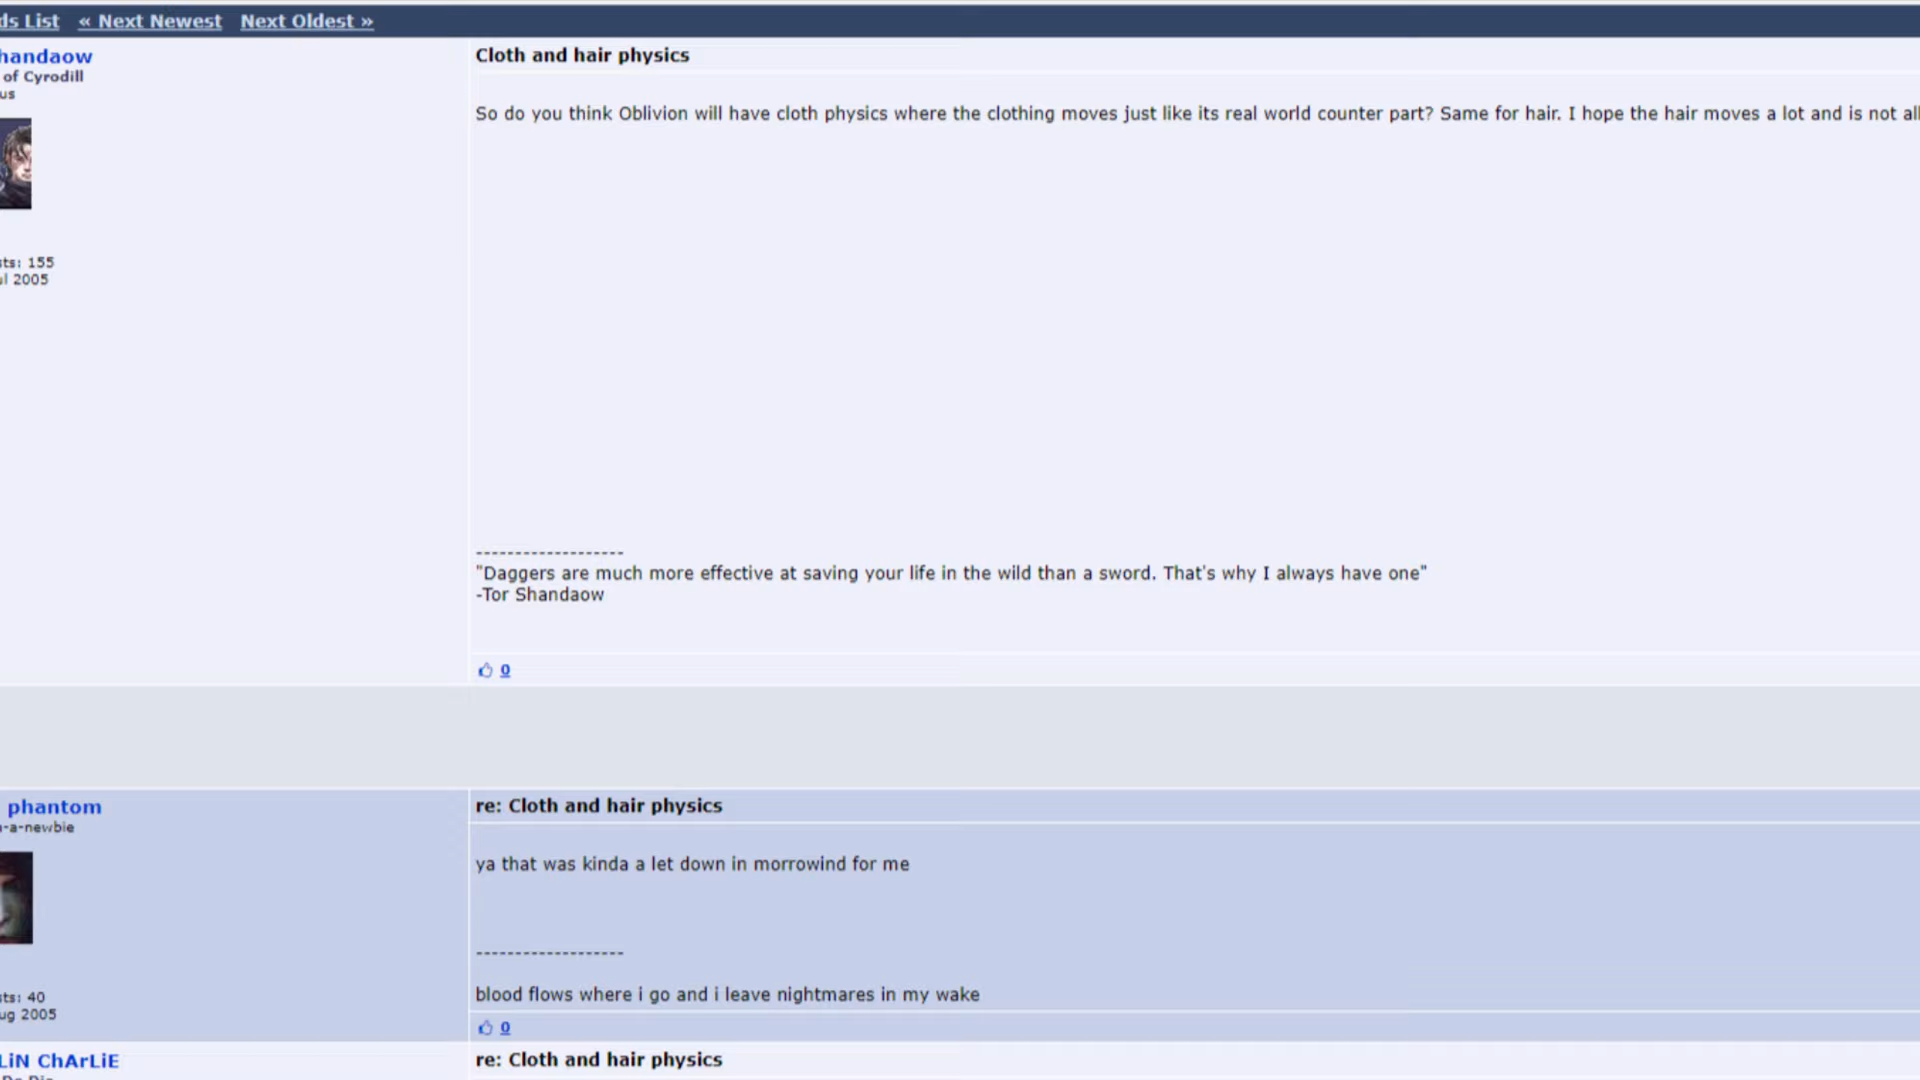 ds List « Next Newest Next Oldest »
handaow
of Cyrodill
us
sts: 155
ul 2005
Cloth and hair physics
So do you think Oblivion will have cloth physics where the clothing moves just like its real world counter part? Same for hair. I hope the hair moves a lot and is not all
-------------------
"Daggers are much more effective at saving your life in the wild than a sword. That's why I always have one"
-Tor Shandaow
0
phantom
-a-newbie
sts: 40
ug 2005
re: Cloth and hair physics
ya that was kinda a let down in morrowind for me
-------------------
blood flows where i go and i leave nightmares in my wake
0
LiN ChArLiE
re: Cloth and hair physics